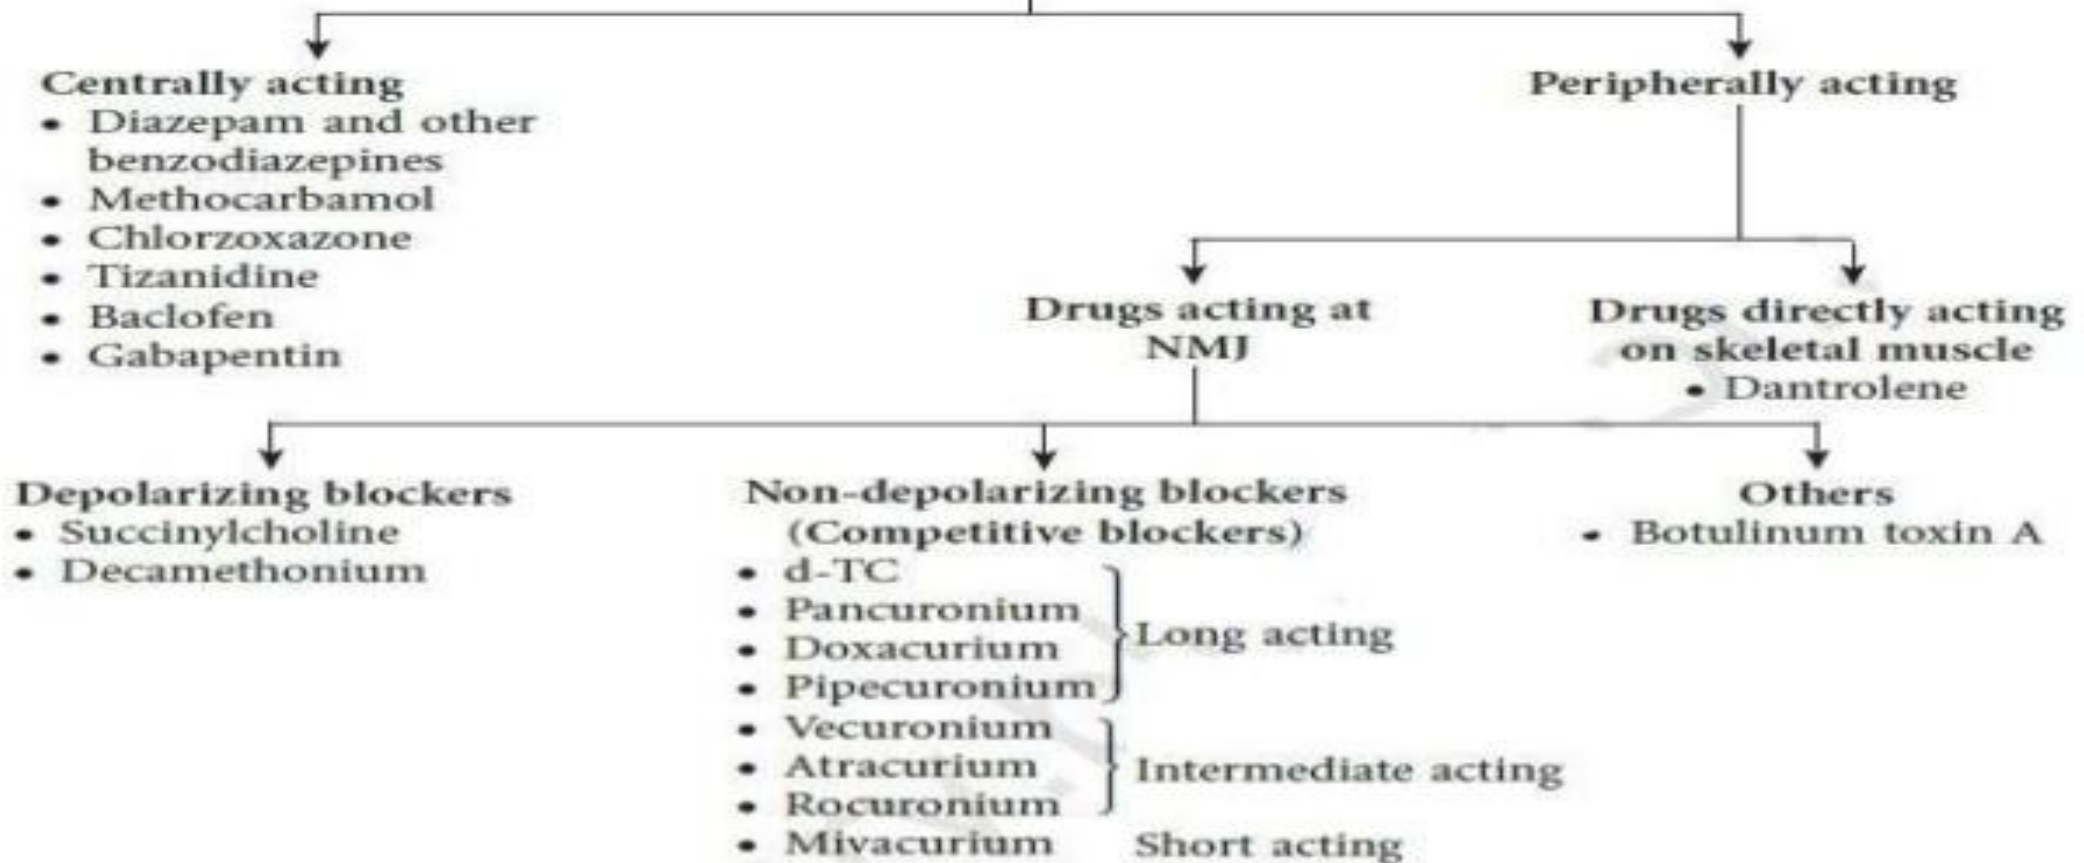 Centrally acting
• Diazepam and other
benzodiazepines
• Methocarbamol
• Chlorzoxazone
• Tizanidine
• Baclofen
• Gabapentin
Peripherally acting
Drugs acting at
NMJ
Drugs directly acting
on skeletal muscle
• Dantrolene
Depolarizing blockers
• Succinylcholine
• Decamethonium
Non-depolarizing blockers
(Competitive blockers)
• d-TC
• Pancuronium
• Doxacurium
• Pipecuronium
Long acting
• Vecuronium
• Atracurium
• Rocuronium
Intermediate acting
• Mivacurium Short acting
Others
• Botulinum toxin A